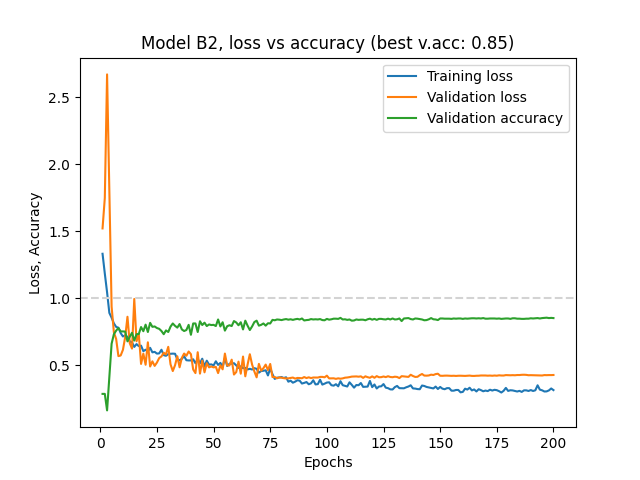 Model B2, loss vs accuracy (best v.acc: 0.85)
Training loss
Validation loss
Validation accuracy
Loss, Accuracy
2.5
2.0
1.5
1.0
0.5
0 25 50 75 100 125 150 175 200
Epochs